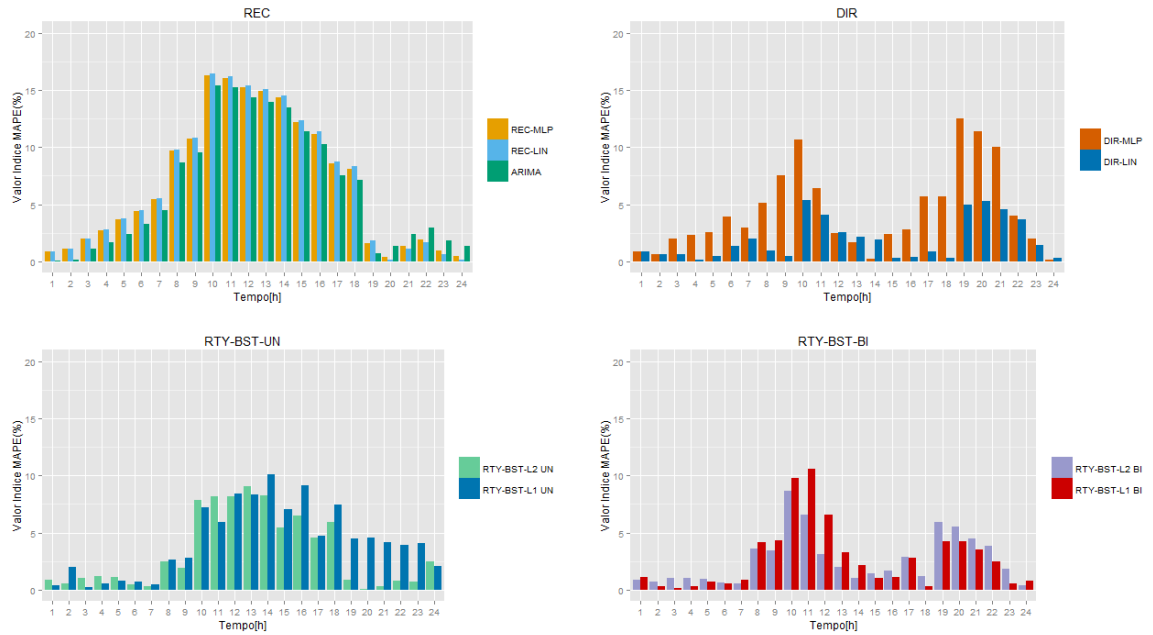 REC
Valor Indice MAPE(%)
20
15
10
5
0
1 2 3 4 5 6 7 8 9 10 11 12 13 14 15 16 17 18 19 20 21 22 23 24
Tempo[h]
REC-MLP
REC-LIN
ARIMA
DIR
Valor Indice MAPE(%)
20
15
10
5
0
1 2 3 4 5 6 7 8 9 10 11 12 13 14 15 16 17 18 19 20 21 22 23 24
Tempo[h]
DIR-MLP
DIR-LIN
RTY-BST-UN
Valor Indice MAPE(%)
20
15
10
5
0
1 2 3 4 5 6 7 8 9 10 11 12 13 14 15 16 17 18 19 20 21 22 23 24
Tempo[h]
RTY-BST-L2 UN
RTY-BST-L1 UN
RTY-BST-BI
Valor Indice MAPE(%)
20
15
10
5
0
1 2 3 4 5 6 7 8 9 10 11 12 13 14 15 16 17 18 19 20 21 22 23 24
Tempo[h]
RTY-BST-L2 BI
RTY-BST-L1 BI